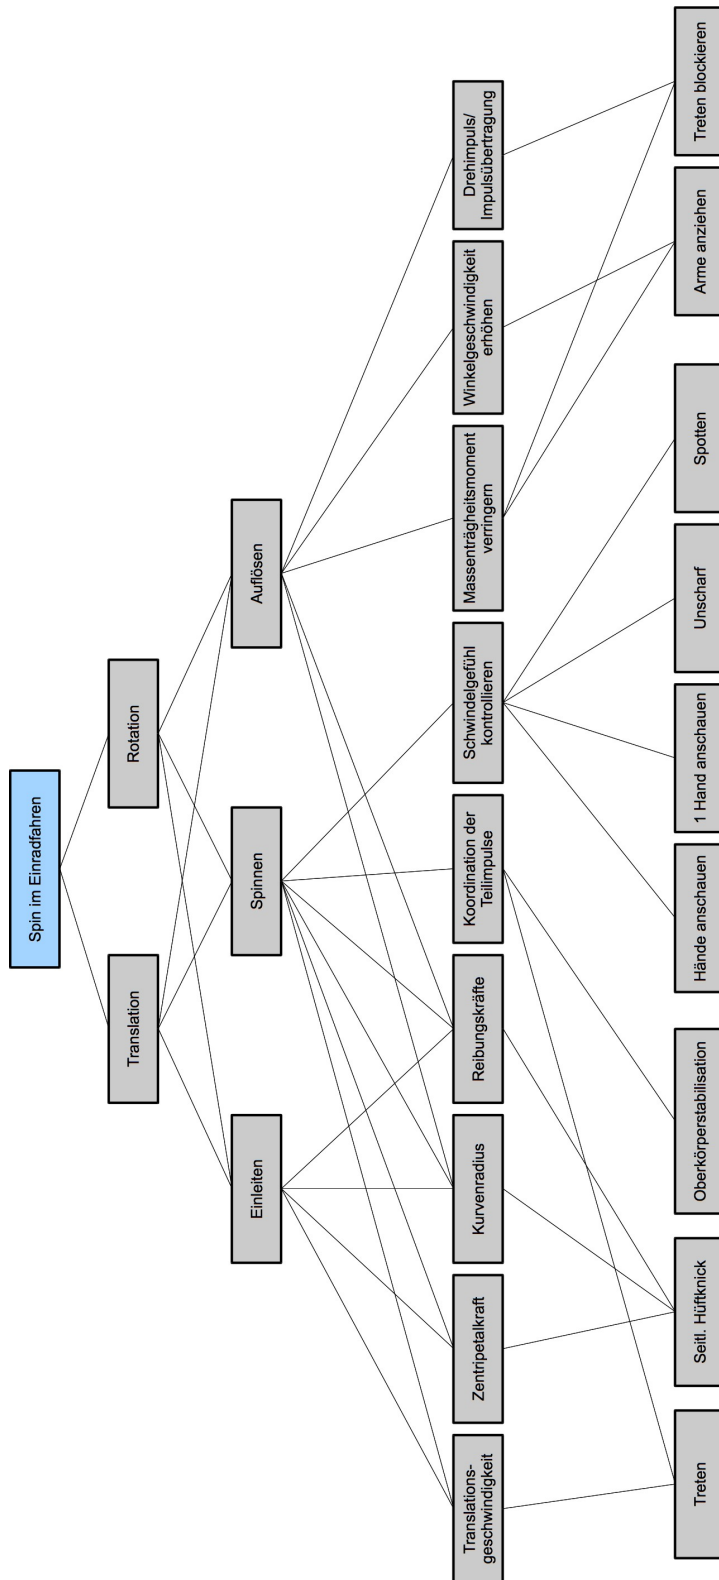 Spin im Einradfahren
Translation
Rotation
Einleiten
Spinnen
Auflösen
Translations-
geschwindigkeit
Zentripetalkraft
Kurvenradius
Reibungskräfte
Koordination der
Teilimpulse
Schwindelgefühl
kontrollieren
Massenträgheitsmoment
verringern
Winkelgeschwindigkeit
erhöhen
Drehimpuls/
Impulsübertragung
Treten
Seitl. Hüftknick
Oberkörperstabilisation
Hände anschauen
1 Hand anschauen
Unscharf
Spotten
Arme anziehen
Treten blockieren